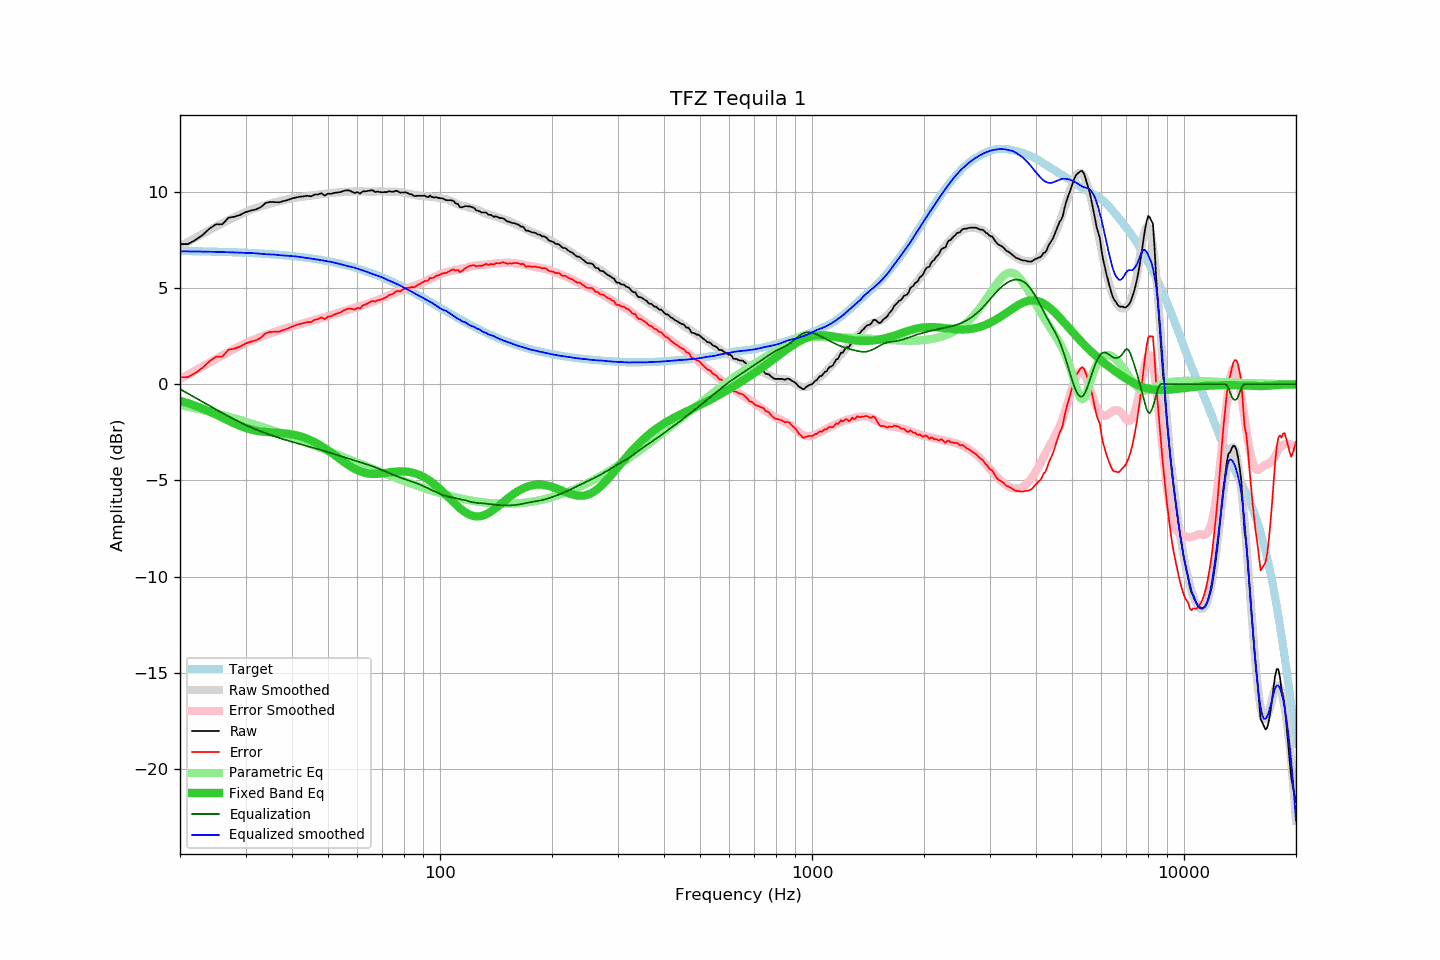 TFZ Tequila 1
Amplitude (dBr)
10
5
0
−5
−10
−15
−20
Target
Raw Smoothed
Error Smoothed
Raw
Error
Parametric Eq
Fixed Band Eq
Equalization
Equalized smoothed
100
1000
10000
Frequency (Hz)